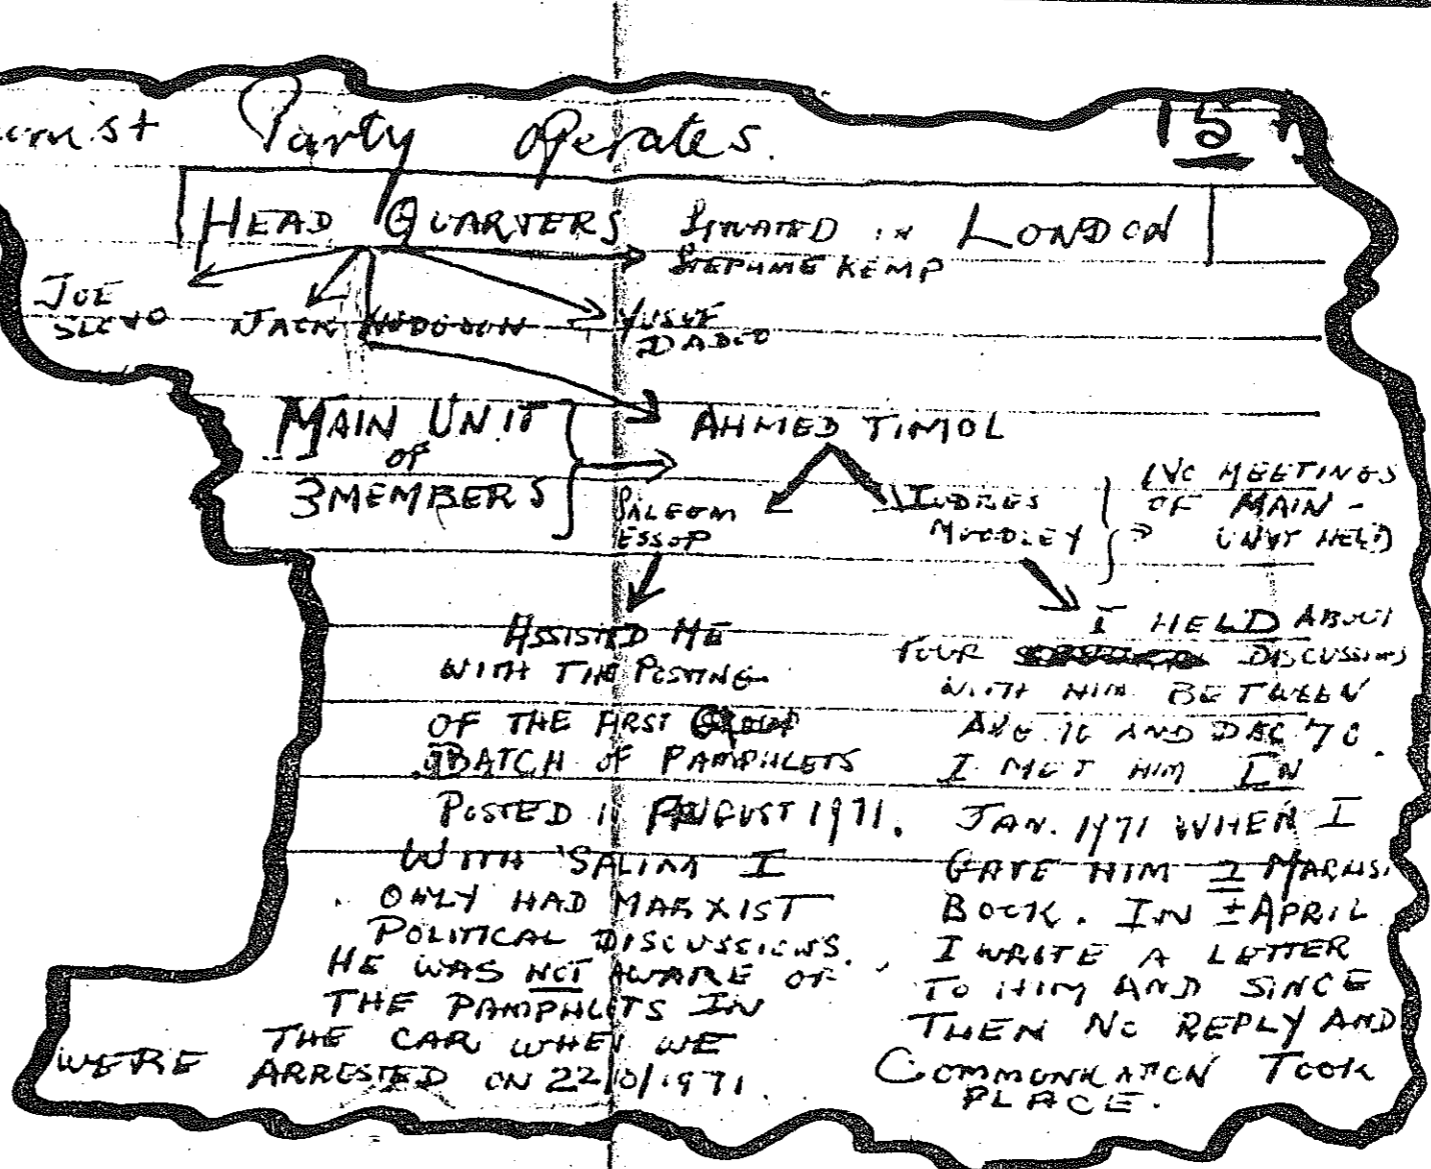 Party operates. 15
HEAD QUARTERS SITUATED IN LONDON
STEPHANIE KEMP
JOE
SLOVO
JACK HODGSON
YUSUF
DADOO
MAIN UNIT
OF
3 MEMBERS
AHMED TIMOL
SALEEM
ESSOP
INDRES
MOODLEY
NO MEETINGS
OF MAIN -
UNIT HELD
ASSISTED ME
WITH THE POSTING
OF THE FIRST
BATCH OF PAMPHLETS
POSTED 11 AUGUST 1971.
WITH SALIM I
ONLY HAD MARXIST
POLITICAL DISCUSSIONS.
HE WAS NOT AWARE OF
THE PAMPHLETS IN
THE CAR WHEN WE
WERE ARRESTED ON 22/10/1971.
I HELD ABOUT
FOUR DISCUSSIONS
WITH HIM BETWEEN
AUG. 70 AND DEC '70.
I MET HIM IN
JAN. 1971 WHEN I
GAVE HIM 2
BOOK. IN ± APRIL
I WROTE A LETTER
TO HIM AND SINCE
THEN NO REPLY AND
COMMUNICATION TOOK
PLACE.